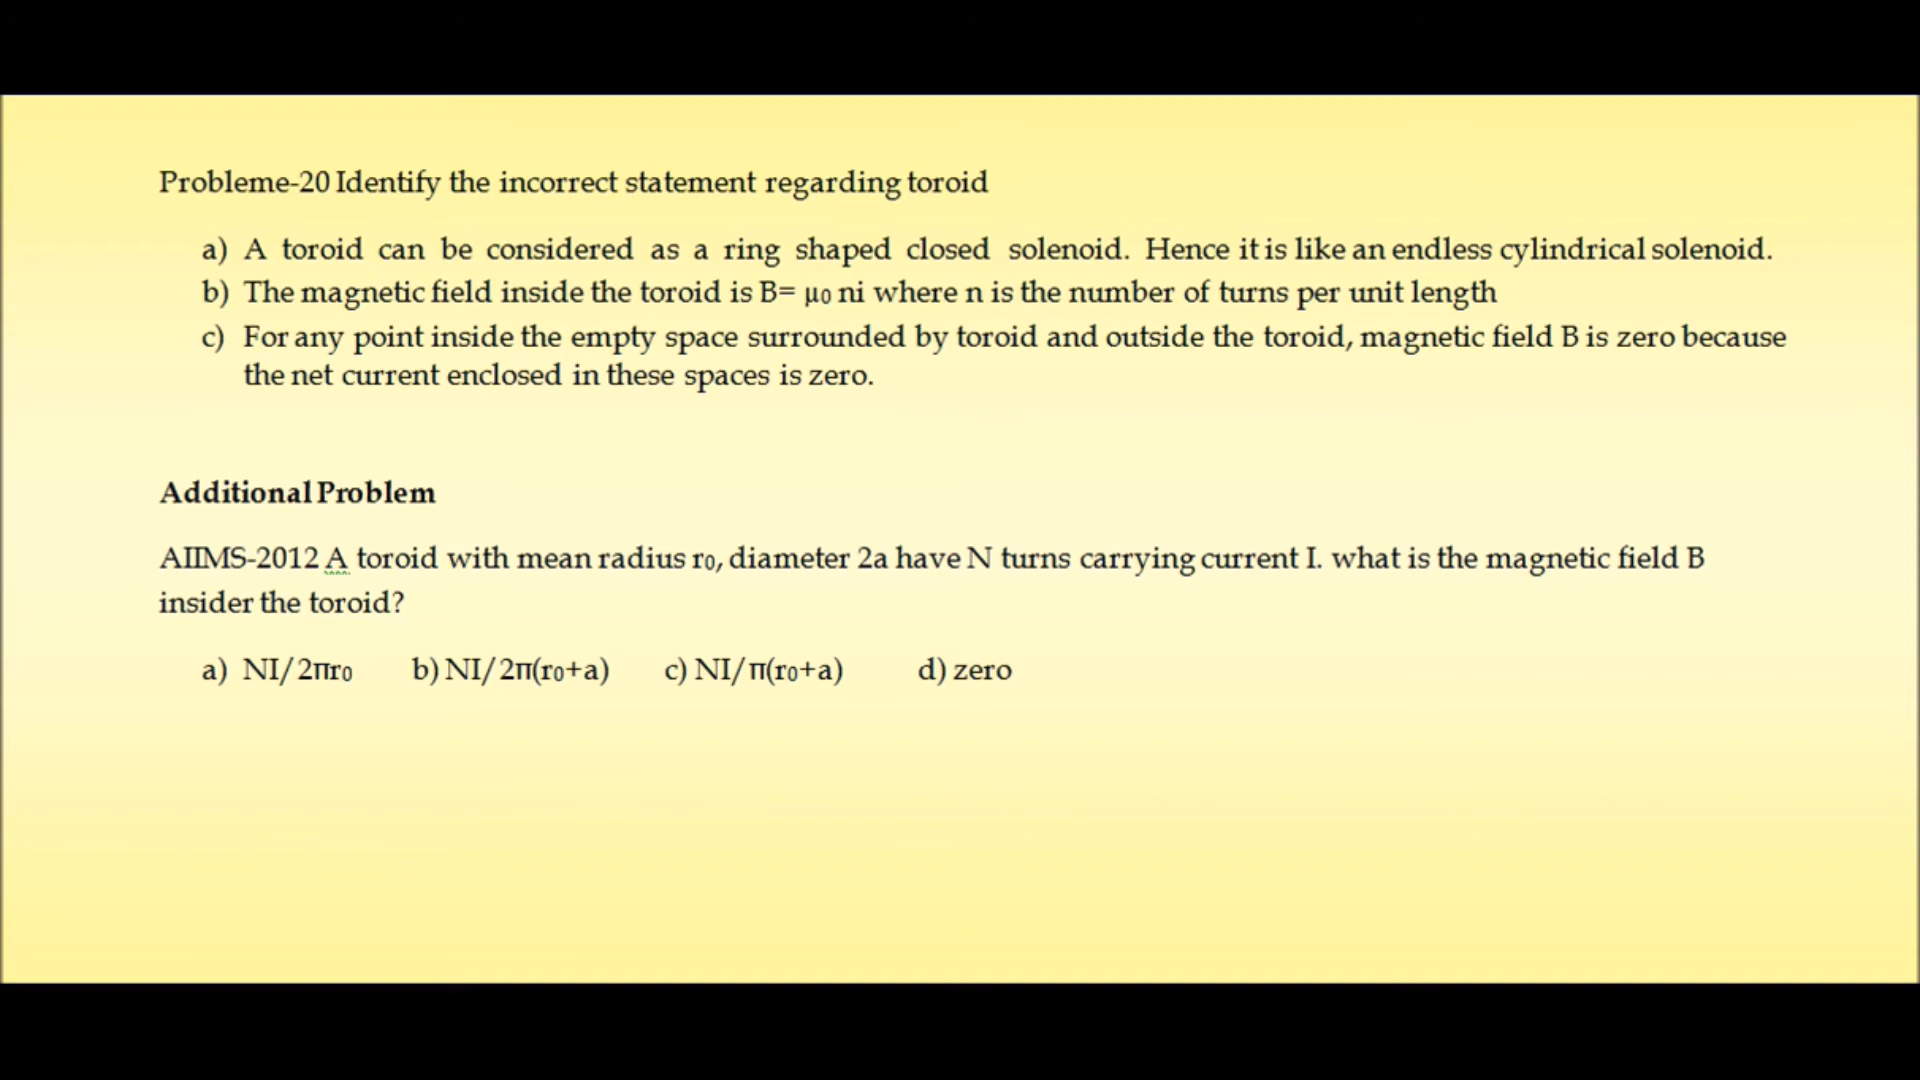 Probleme-20 Identify the incorrect statement regarding toroid
a) A toroid can be considered as a ring shaped closed solenoid. Hence it is like an endless cylindrical solenoid.
b) The magnetic field inside the toroid is B= μ₀ ni where n is the number of turns per unit length
c) For any point inside the empty space surrounded by toroid and outside the toroid, magnetic field B is zero because
the net current enclosed in these spaces is zero.
Additional Problem
AIIMS-2012 A toroid with mean radius r₀, diameter 2a have N turns carrying current I. what is the magnetic field B
insider the toroid?
a) NI/2πr₀ b) NI/2π(r₀+a) c) NI/π(r₀+a) d) zero